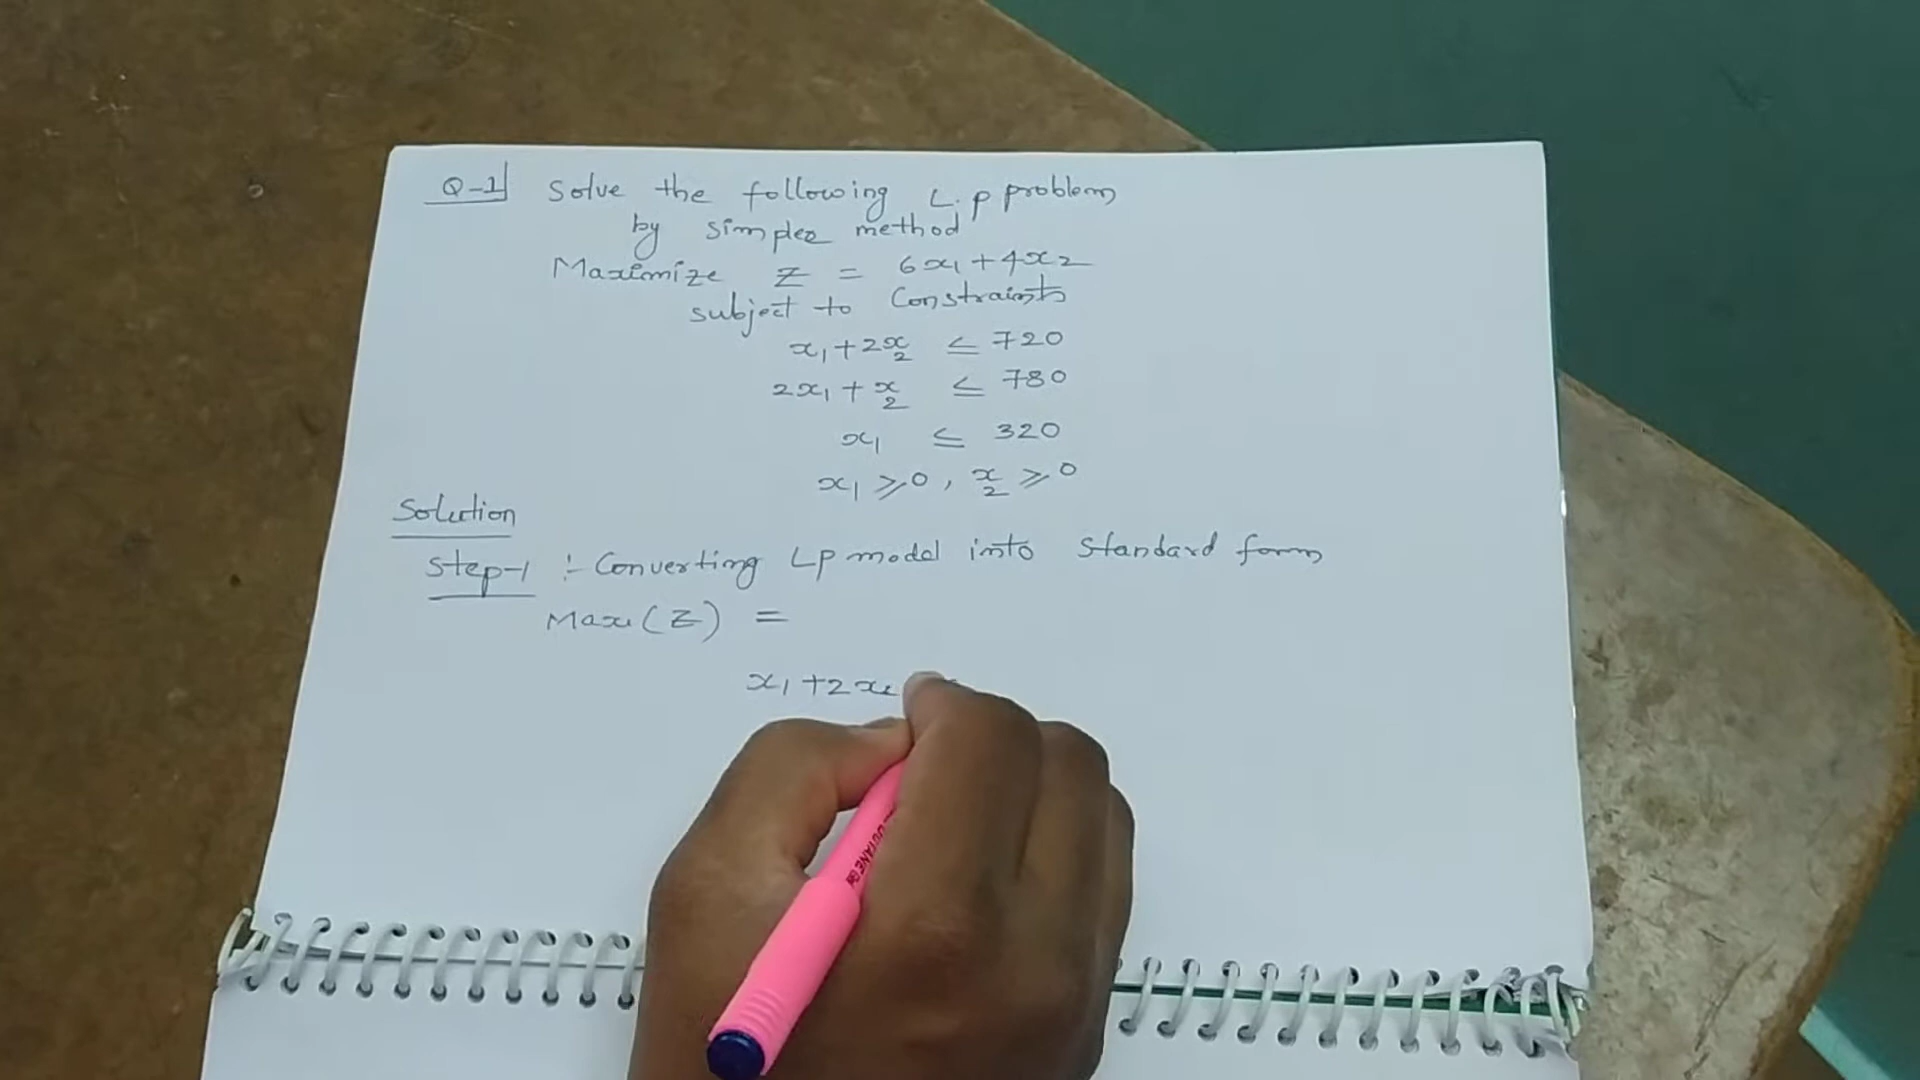 Q-1 Solve the following L.p problem
by simplex method
Maximize Z = 6x1 + 4x2
subject to constraints
x1 + 2x2 ≤ 720
2x1 + x2 ≤ 780
x1 ≤ 320
x1 ≥ 0, x2 ≥ 0
Solution
Step-1 :- Converting LP model into Standard form
Max(Z) =
x1 + 2x